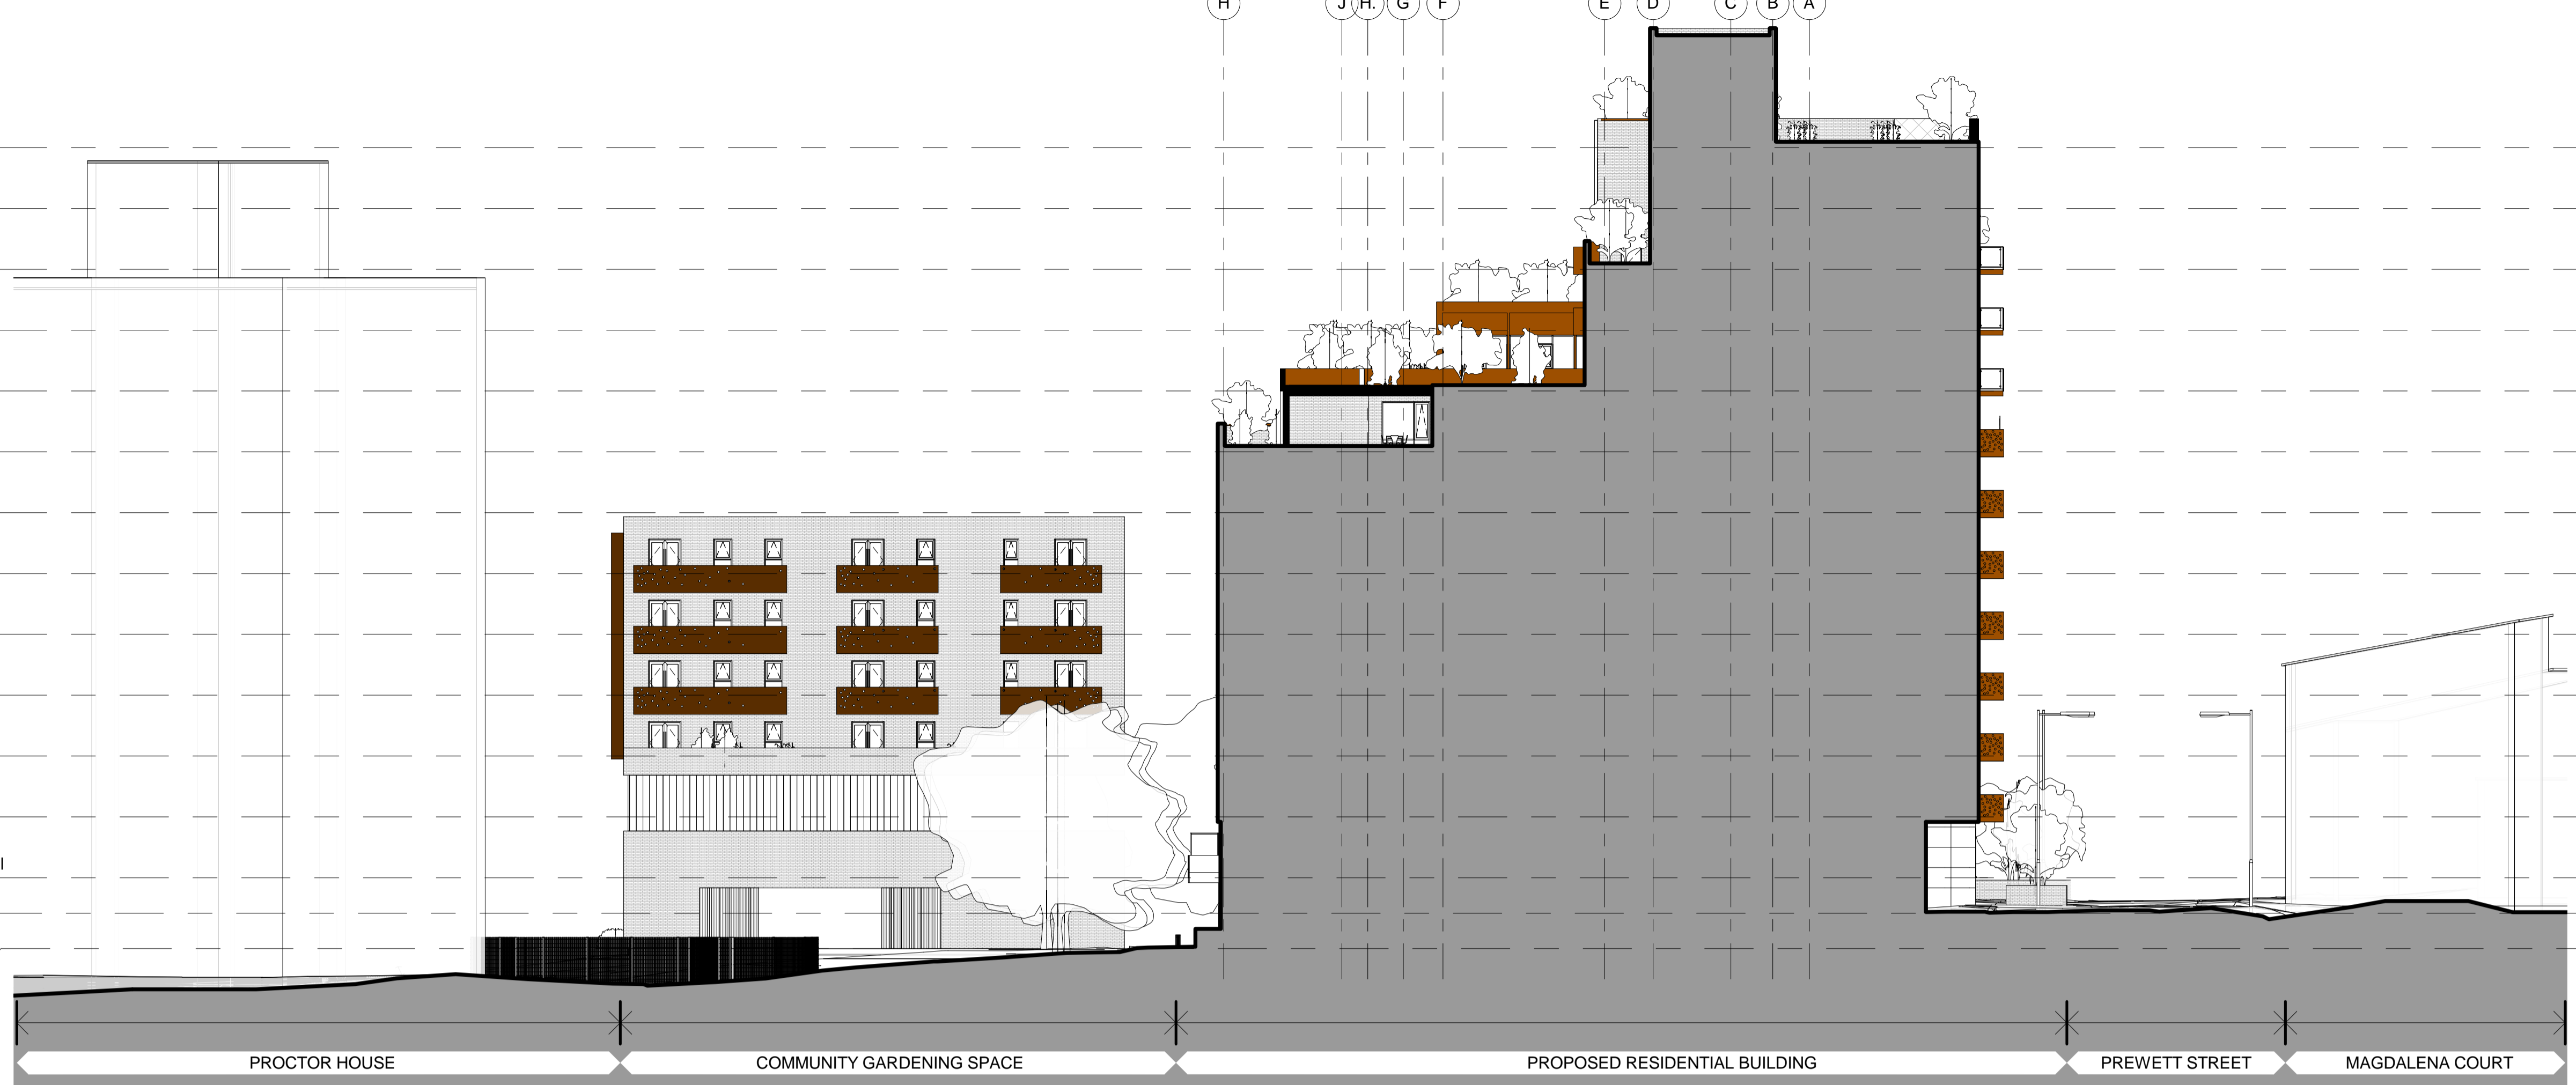 H J H. G F E D C B A
l
PROCTOR HOUSE COMMUNITY GARDENING SPACE PROPOSED RESIDENTIAL BUILDING PREWETT STREET MAGDALENA COURT